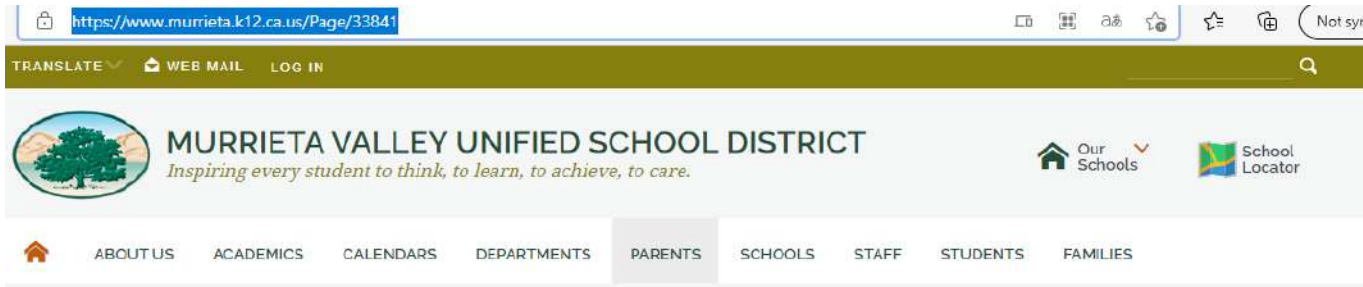 https://www.murrieta.k12.ca.us/Page/33841
Not syn
TRANSLATE WEB MAIL LOG IN
MURRIETA VALLEY UNIFIED SCHOOL DISTRICT
Inspiring every student to think, to learn, to achieve, to care.
Our
Schools
School
Locator
ABOUT US ACADEMICS CALENDARS DEPARTMENTS PARENTS SCHOOLS STAFF STUDENTS FAMILIES